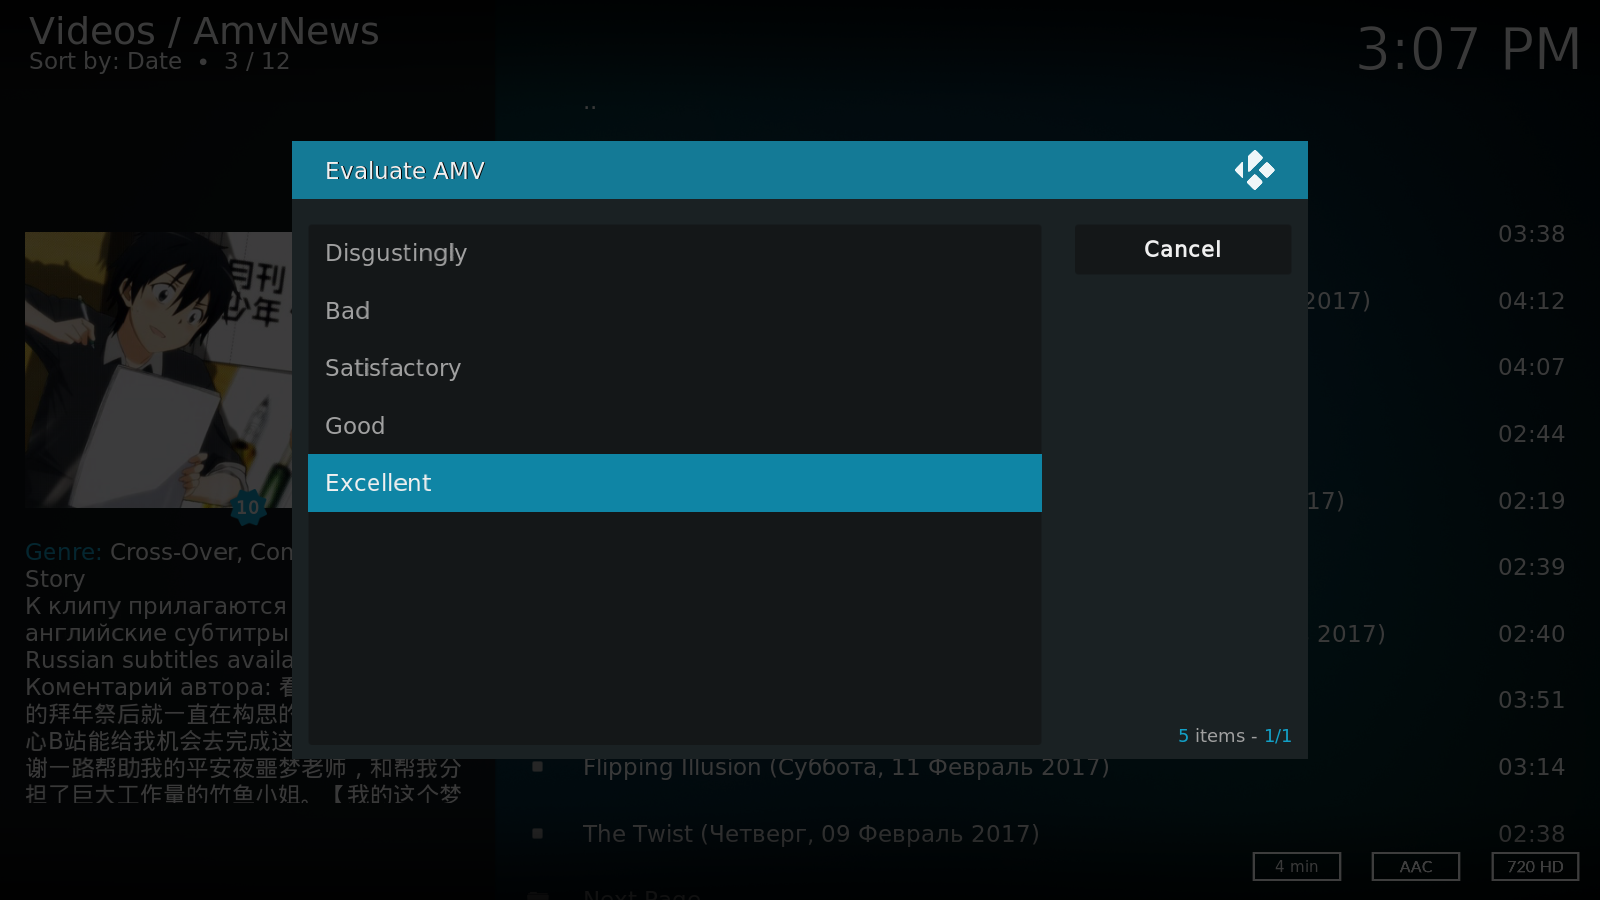 Videos / AmvNews
Sort by: Date • 3 / 12
3:07 PM
..
Evaluate AMV
Disgustingly
Bad
Satisfactory
Good
Excellent
Cancel
5 items - 1/1
月刊
少年
10
Genre: Cross-Over, Com
Story
К клипу прилагаются
английские субтитры
Russian subtitles availa
Коментарий автора: 看
的拜年祭后就一直在构思的
心B站能给我机会去完成这
谢一路帮助我的平安夜噩梦老师，和帮我分
担了巨大工作量的竹鱼小姐。【我的这个梦
03:38
2017) 04:12
04:07
02:44
17) 02:19
02:39
2017) 02:40
03:51
Flipping Illusion (Суббота, 11 Февраль 2017) 03:14
The Twist (Четверг, 09 Февраль 2017) 02:38
Next Page
4 min
AAC
720 HD